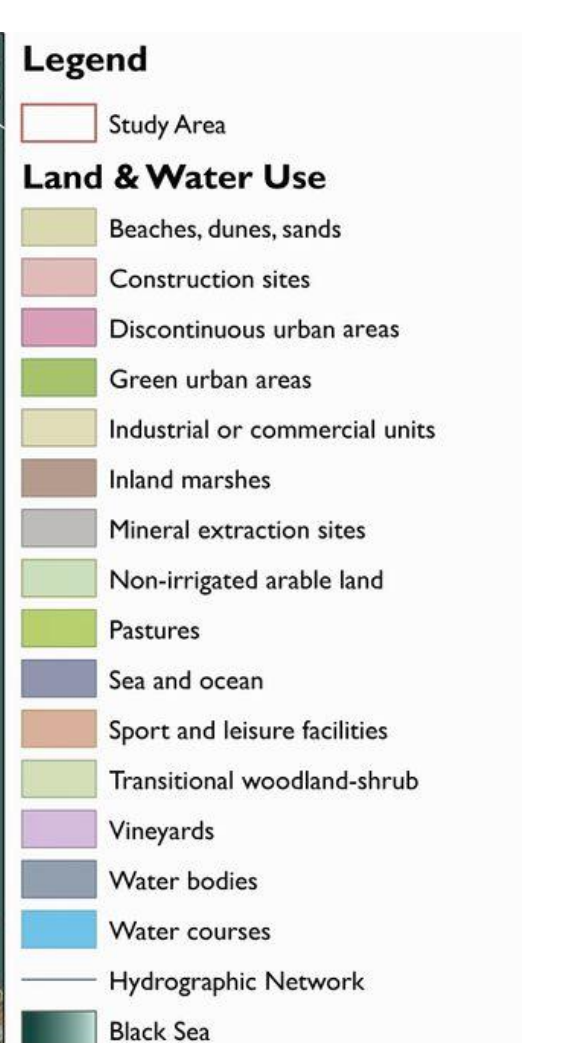 Legend
Study Area
Land & Water Use
Beaches, dunes, sands
Construction sites
Discontinuous urban areas
Green urban areas
Industrial or commercial units
Inland marshes
Mineral extraction sites
Non-irrigated arable land
Pastures
Sea and ocean
Sport and leisure facilities
Transitional woodland-shrub
Vineyards
Water bodies
Water courses
Hydrographic Network
Black Sea